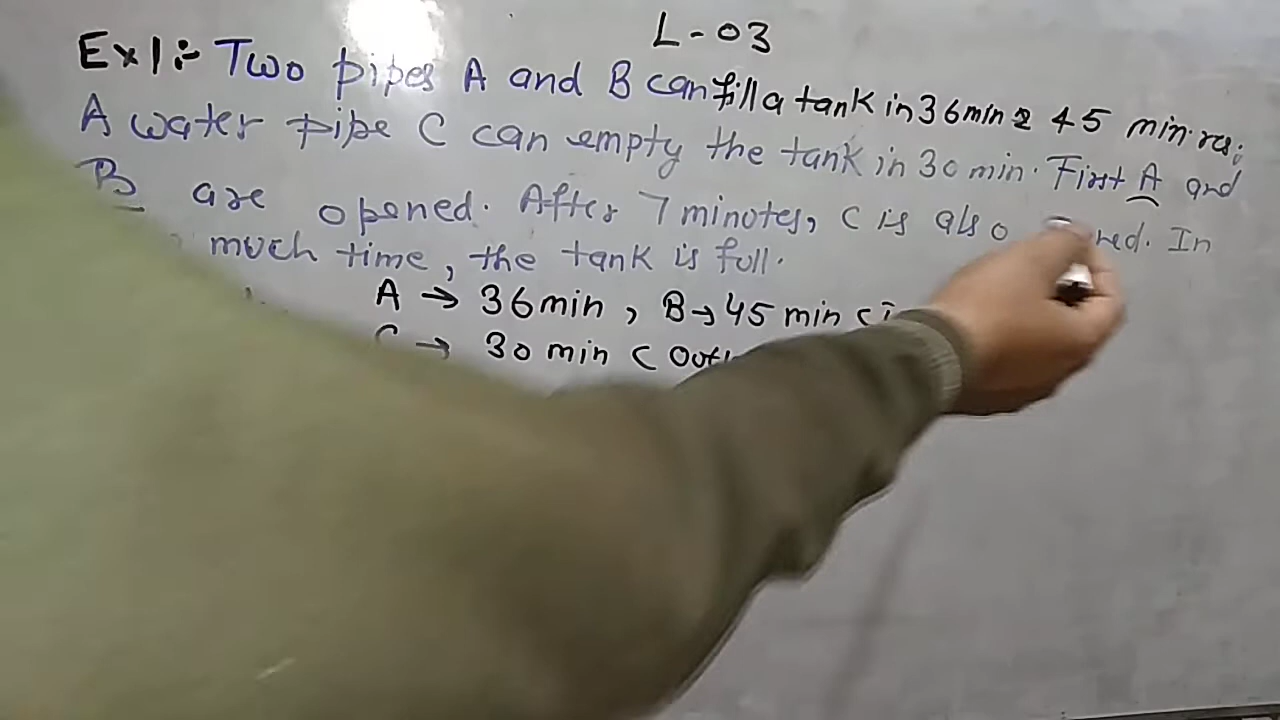 L-03
Ex1:- Two pipes A and B can fill a tank in 36 min & 45 min. res;
A water pipe C can empty the tank in 30 min. First A and
B are opened. After 7 minutes, C is also In
much time, the tank is full.
A → 36 min, B → 45 min
C → 30 min (